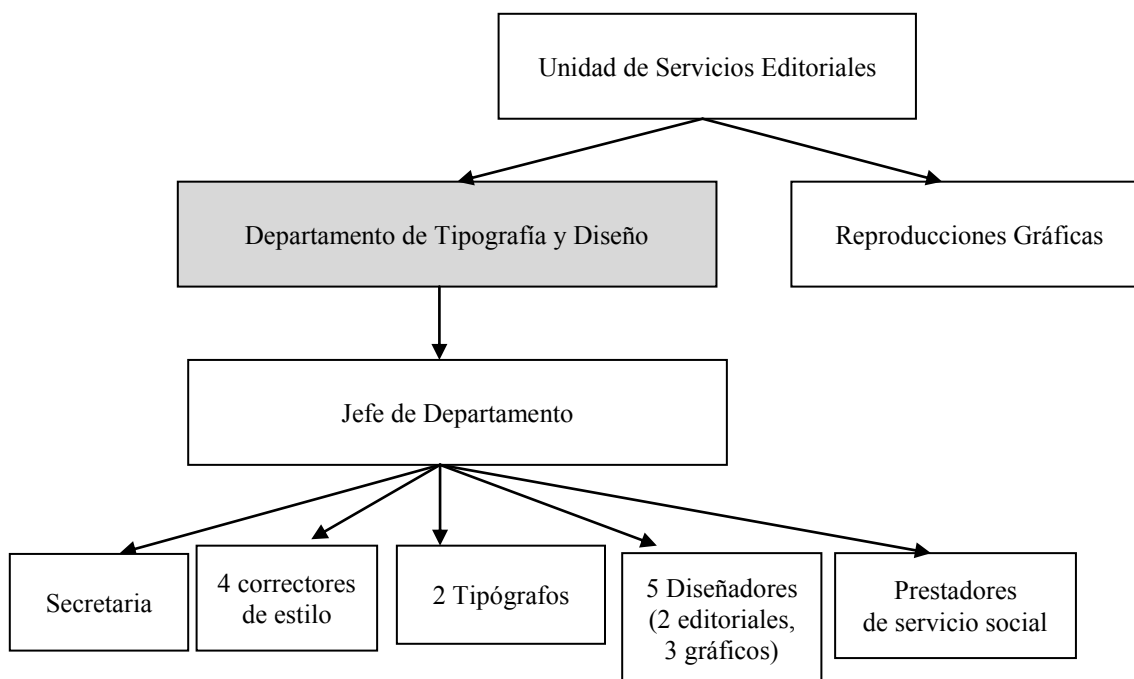 Unidad de Servicios Editoriales
Departamento de Tipografía y Diseño
Reproducciones Gráficas
Jefe de Departamento
Secretaria
4 correctores
de estilo
2 Tipógrafos
5 Diseñadores
(2 editoriales,
3 gráficos)
Prestadores
de servicio social